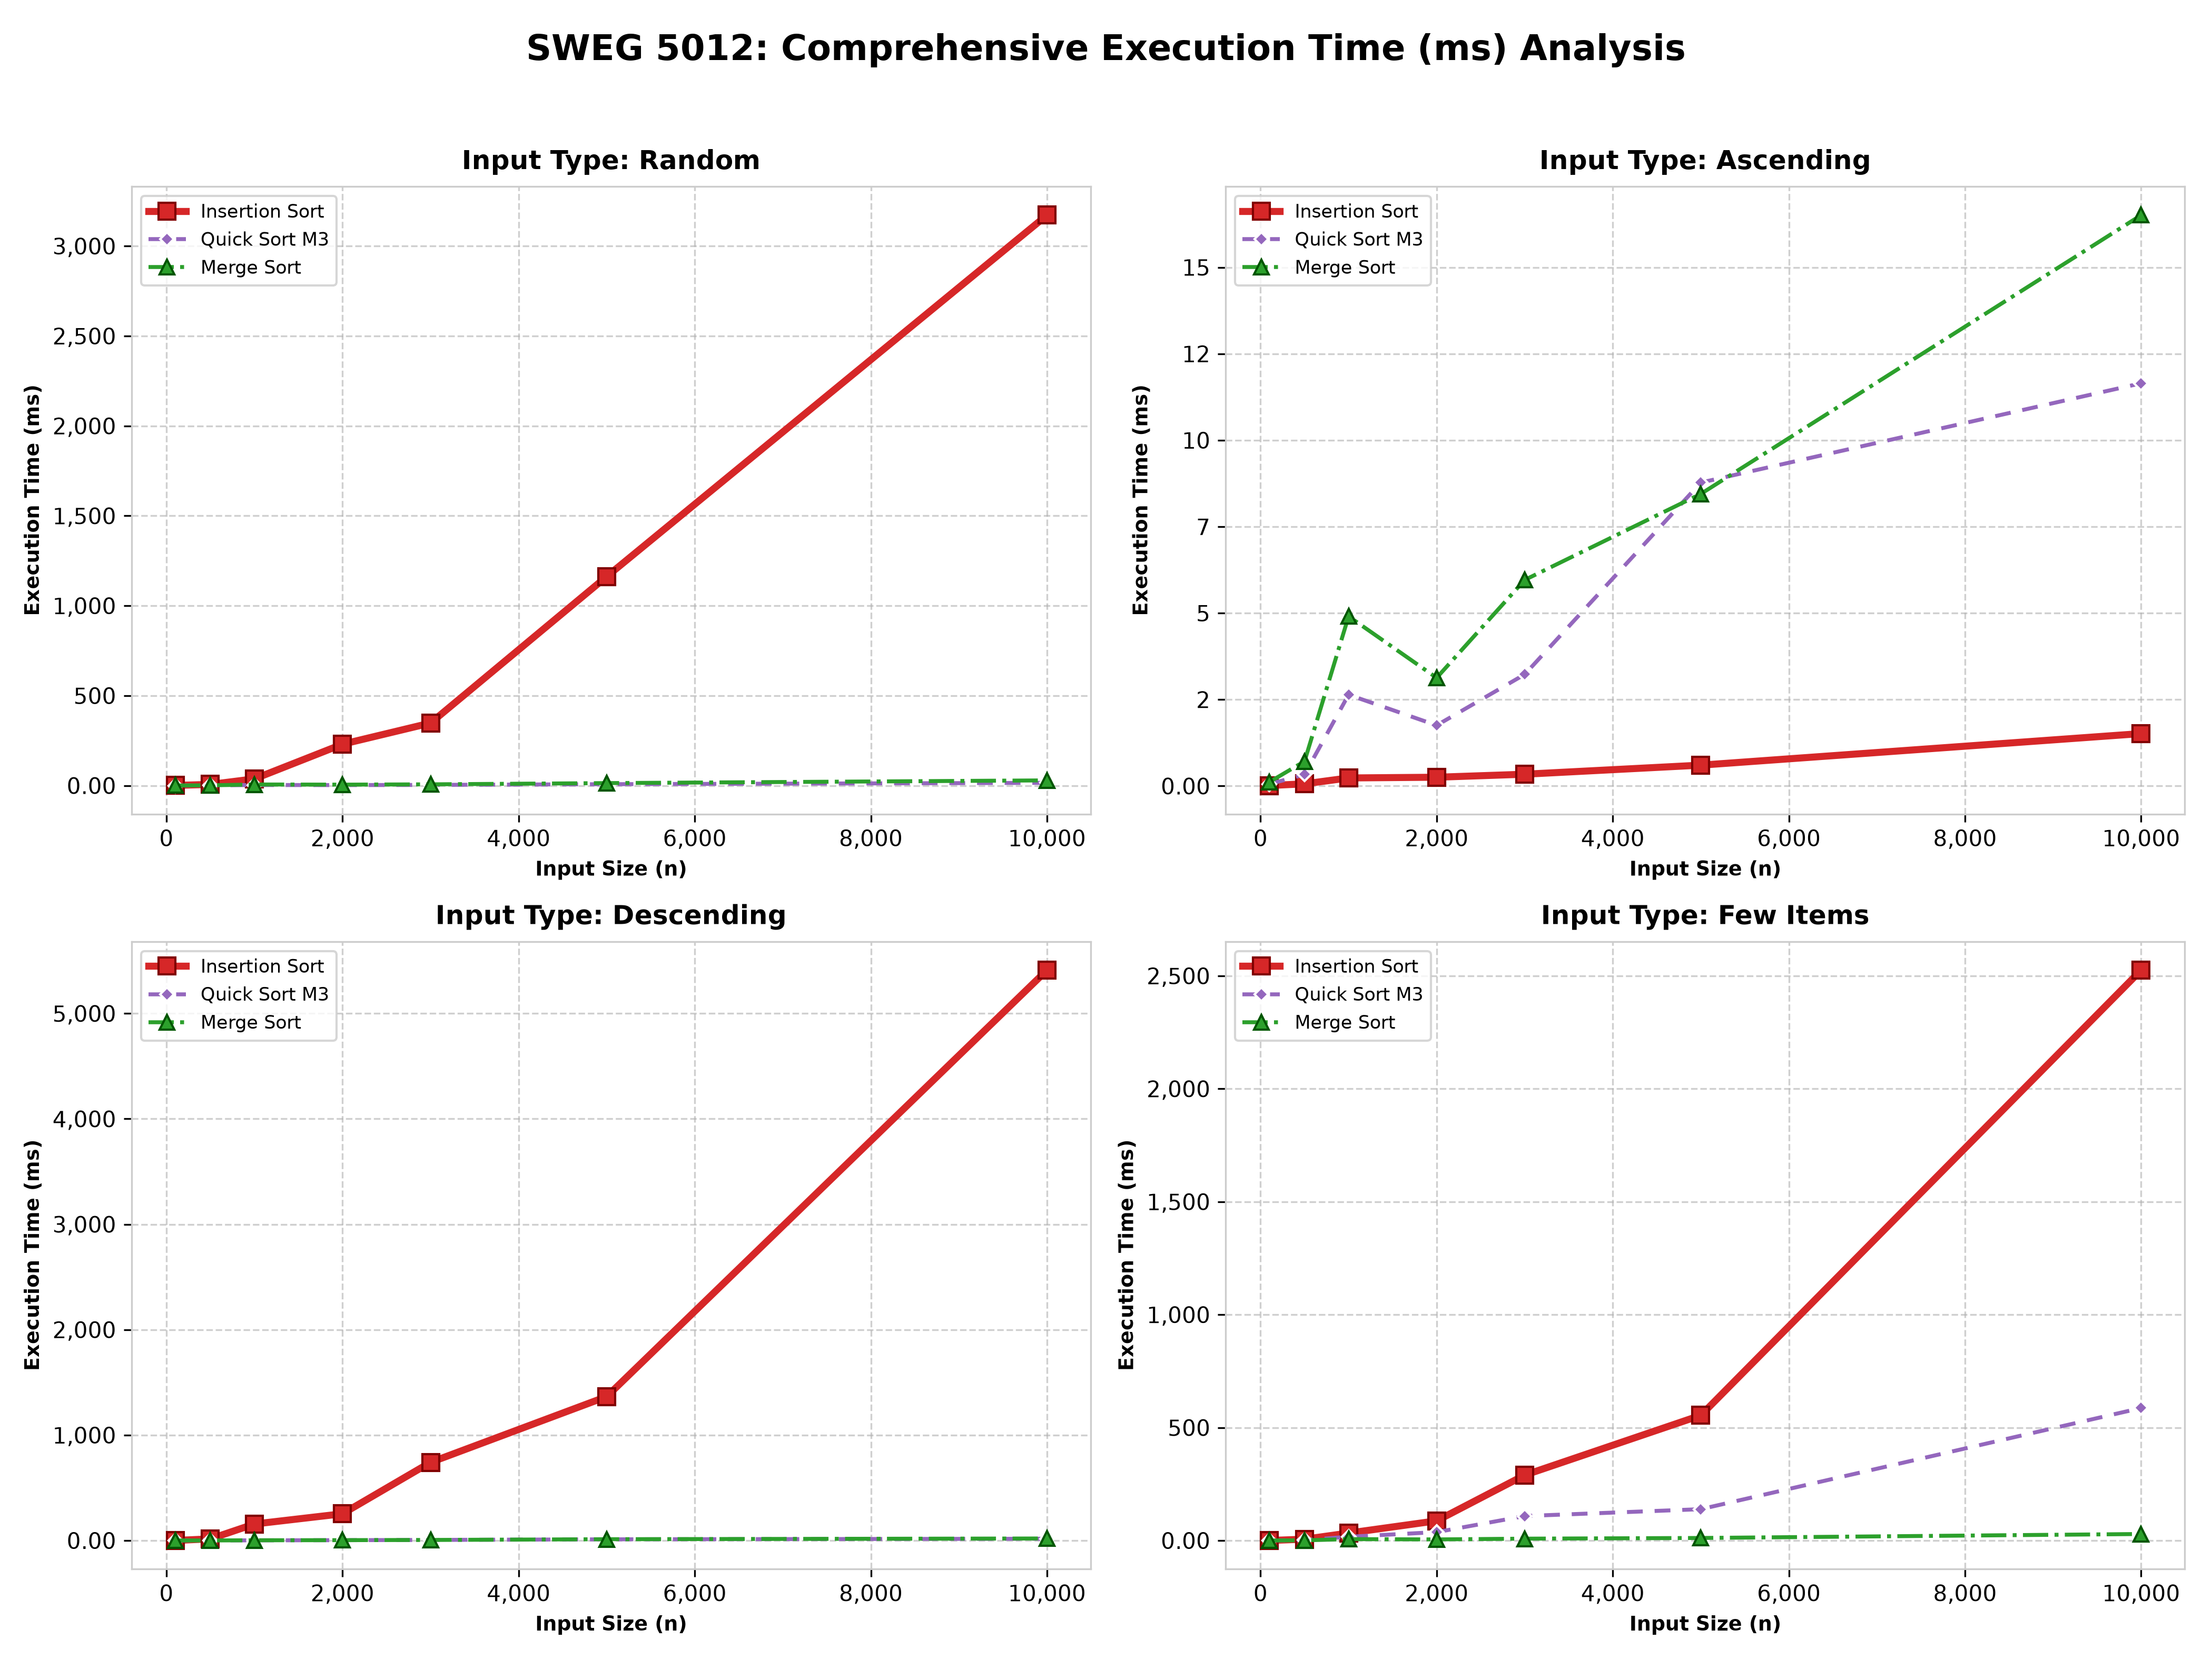 SWEG 5012: Comprehensive Execution Time (ms) Analysis
Input Type: Random
Execution Time (ms)
3,000
2,500
2,000
1,500
1,000
500
0.00
Insertion Sort
Quick Sort M3
Merge Sort
0 2,000 4,000 6,000 8,000 10,000
Input Size (n)
Input Type: Ascending
Execution Time (ms)
15
12
10
7
5
2
0.00
Insertion Sort
Quick Sort M3
Merge Sort
0 2,000 4,000 6,000 8,000 10,000
Input Size (n)
Input Type: Descending
Execution Time (ms)
5,000
4,000
3,000
2,000
1,000
0.00
Insertion Sort
Quick Sort M3
Merge Sort
0 2,000 4,000 6,000 8,000 10,000
Input Size (n)
Input Type: Few Items
Execution Time (ms)
2,500
2,000
1,500
1,000
500
0.00
Insertion Sort
Quick Sort M3
Merge Sort
0 2,000 4,000 6,000 8,000 10,000
Input Size (n)